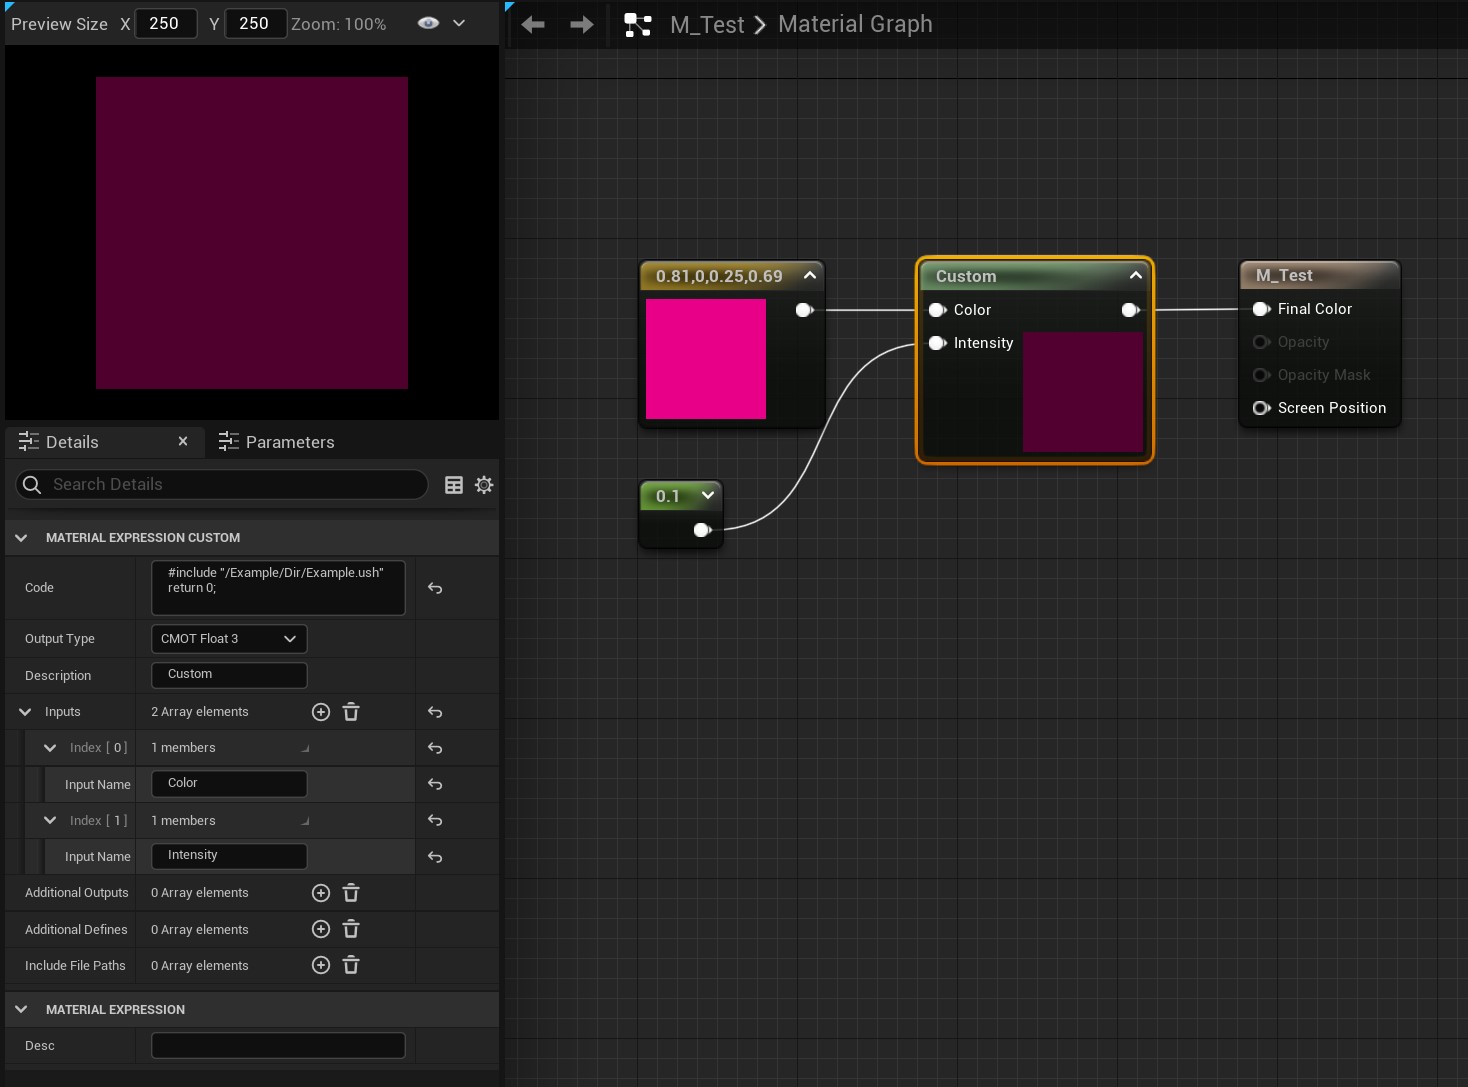 Preview Size X 250 Y 250 Zoom: 100%
M_Test > Material Graph
Details × Parameters
Search Details
MATERIAL EXPRESSION CUSTOM
Code
#include "/Example/Dir/Example.ush"
return 0;
Output Type CMOT Float 3
Description Custom
Inputs 2 Array elements
Index [ 0 ] 1 members
Input Name Color
Index [ 1 ] 1 members
Input Name Intensity
Additional Outputs 0 Array elements
Additional Defines 0 Array elements
Include File Paths 0 Array elements
MATERIAL EXPRESSION
Desc
0.81,0,0.25,0.69
0.1
Custom
Color
Intensity
M_Test
Final Color
Opacity
Opacity Mask
Screen Position